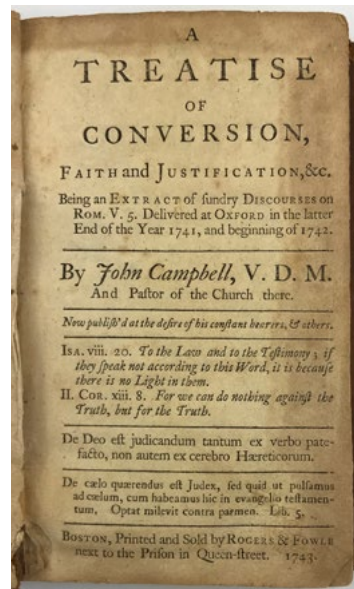 A
TREATISE
OF
CONVERSION,
FAITH and JUSTIFICATION, &c.
Being an EXTRACT of sundry DISCOURSES on
ROM. V. 5. Delivered at OXFORD in the latter
End of the Year 1741, and beginning of 1742.
By John Campbell, V. D. M.
And Pastor of the Church there.
Now publish'd at the desire of his constant hearers, & others.
ISA. viii. 20. To the Law and to the Testimony; if
they speak not according to this Word, it is because
there is no Light in them.
II. COR. xiii. 8. For we can do nothing against the
Truth, but for the Truth.
De Deo est judicandum tantum ex verbo pate-
facto, non autem ex cerebro Hæreticorum.
De cælo quærendus est Judex, sed quid ut pulsamus
ad cœlum, cum habeamus hic in evangelio testamen-
tum. Optat milevit contra parmen. Lib. 5.
BOSTON, Printed and Sold by ROGERS & FOWLE
next to the Prison in Queen-street. 1743.